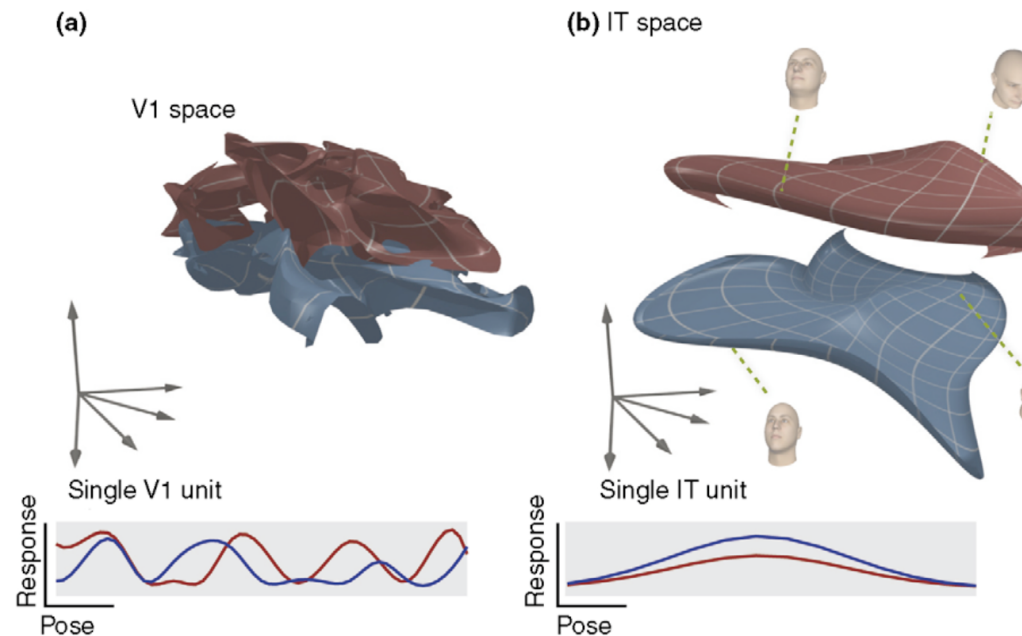 (a)
V1 space
Single V1 unit
Response
Pose
(b) IT space
Single IT unit
Response
Pose